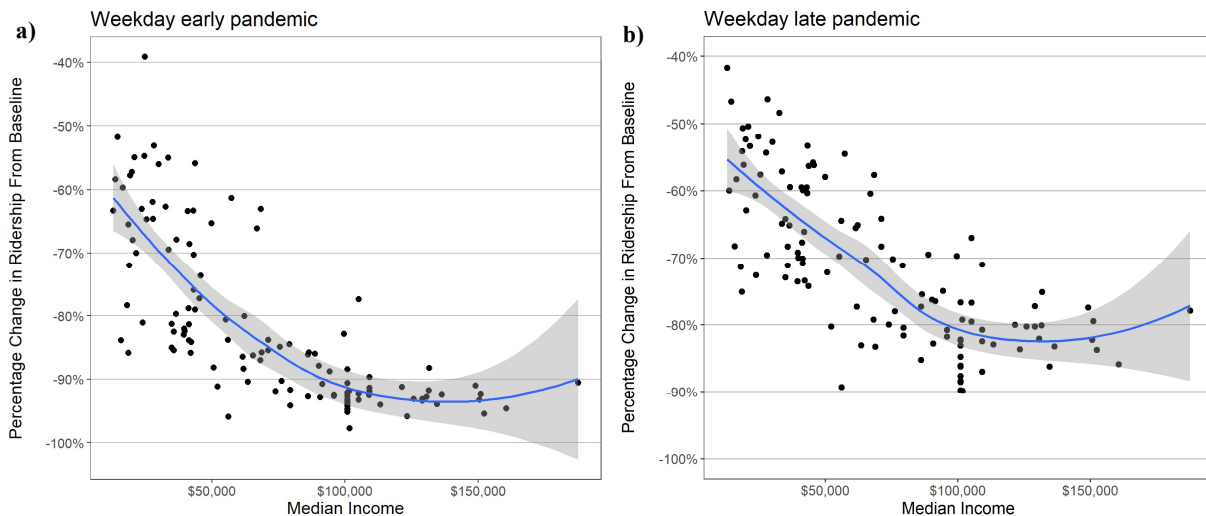 a)
Weekday early pandemic
Percentage Change in Ridership From Baseline
-40%
-50%
-60%
-70%
-80%
-90%
-100%
$50,000
$100,000
$150,000
Median Income
b)
Weekday late pandemic
Percentage Change in Ridership From Baseline
-40%
-50%
-60%
-70%
-80%
-90%
-100%
$50,000
$100,000
$150,000
Median Income